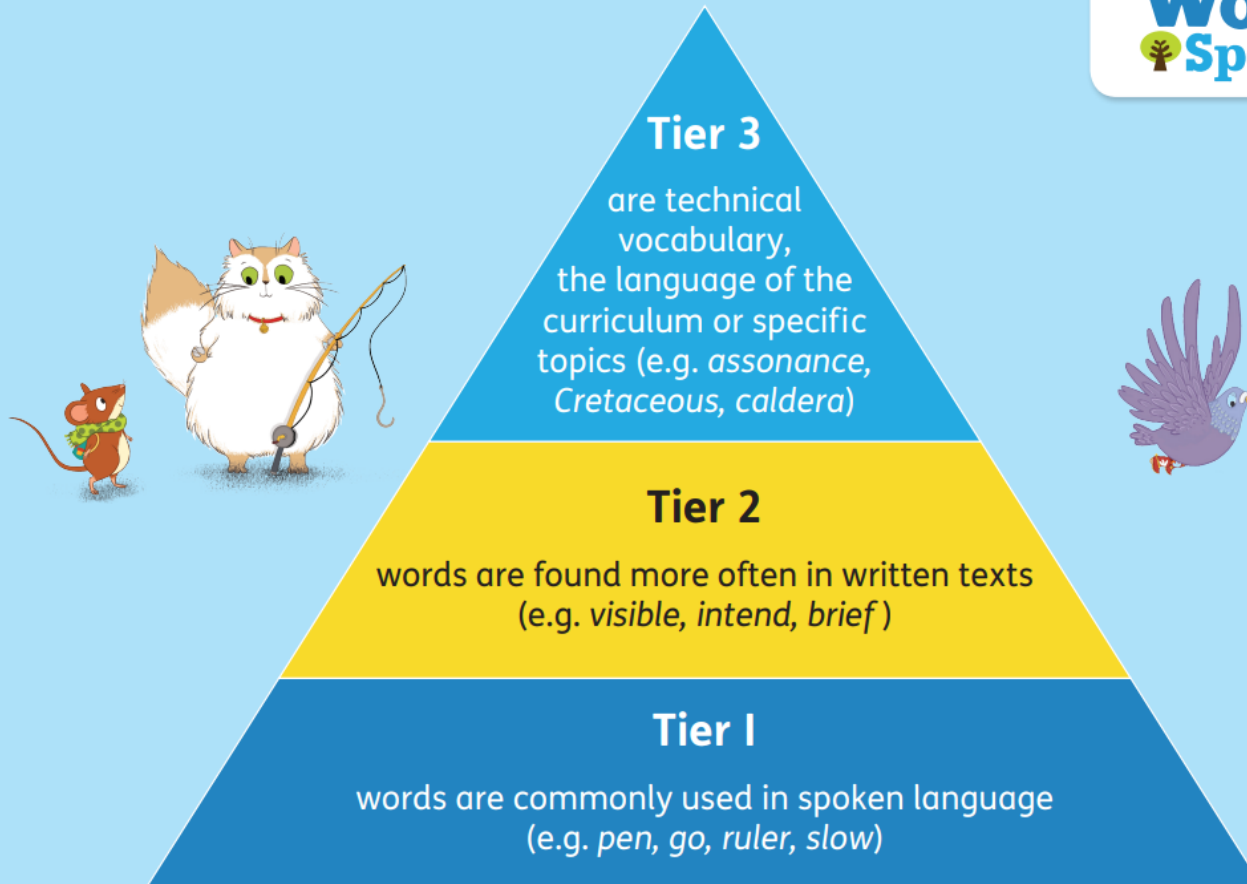 Tier 3
are technical
vocabulary,
the language of the
curriculum or specific
topics (e.g. assonance,
Cretaceous, caldera)
Tier 2
words are found more often in written texts
(e.g. visible, intend, brief )
Tier 1
words are commonly used in spoken language
(e.g. pen, go, ruler, slow)